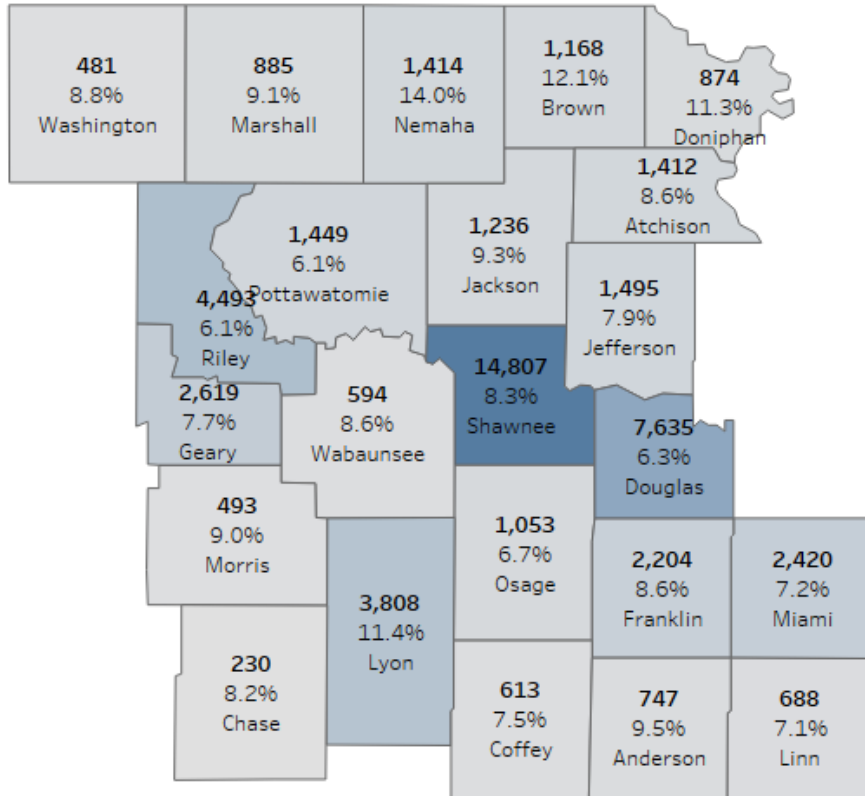 481
8.8%
Washington
885
9.1%
Marshall
1,414
14.0%
Nemaha
1,168
12.1%
Brown
874
11.3%
Doniphan
1,412
8.6%
Atchison
1,449
6.1%
Pottawatomie
1,236
9.3%
Jackson
4,493
6.1%
Riley
1,495
7.9%
Jefferson
14,807
8.3%
Shawnee
2,619
7.7%
Geary
594
8.6%
Wabaunsee
7,635
6.3%
Douglas
493
9.0%
Morris
1,053
6.7%
Osage
2,204
8.6%
Franklin
2,420
7.2%
Miami
3,808
11.4%
Lyon
230
8.2%
Chase
613
7.5%
Coffey
747
9.5%
Anderson
688
7.1%
Linn